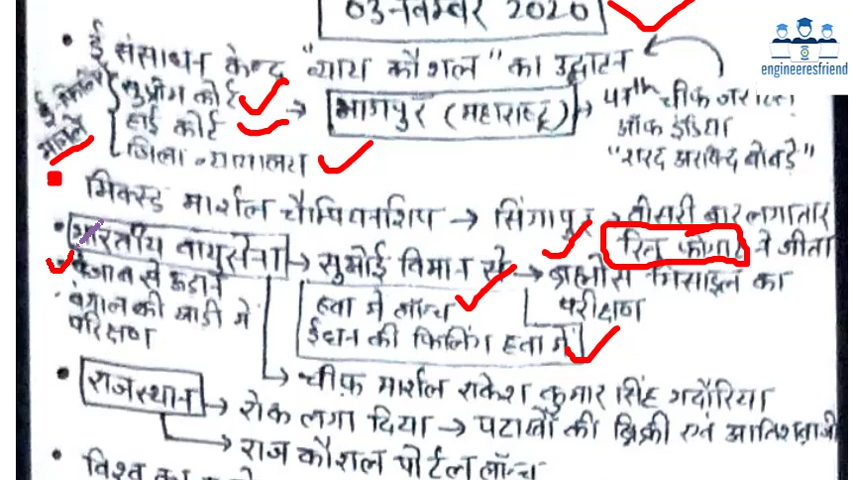 03-नवम्बर 2020
engineeresfriend
• ई संसाधन केन्द्र "न्याय कौशल" का उद्घाटन
ई फिलिंग मामले
सुप्रीम कोर्ट
हाई कोर्ट
जिला न्यायालय
→ नागपुर (महाराष्ट्र) →
47th चीफ जस्टिस
ऑफ इंडिया
"शरद अरविन्द बोबडे"
मिक्स्ड मार्शल चैम्पियनशिप → सिंगापुर → तीसरी बार लगातार
रितु फोगाट ने जीता
• भारतीय वायुसेना → सुखोई विमान से → ब्रह्मोस मिसाइल का
परीक्षण
- पंजाब से उड़ान
- बंगाल की खाड़ी में
परिक्षण
हवा में लॉन्च
ईंधन की फिलिंग हवा में
→ चीफ़ मार्शल राकेश कुमार सिंह भदौरिया
• राजस्थान → रोक लगा दिया → पटाखों की बिक्री एवं आतिशबाजी
→ राज कौशल पोर्टल लॉन्च
• विश्व का